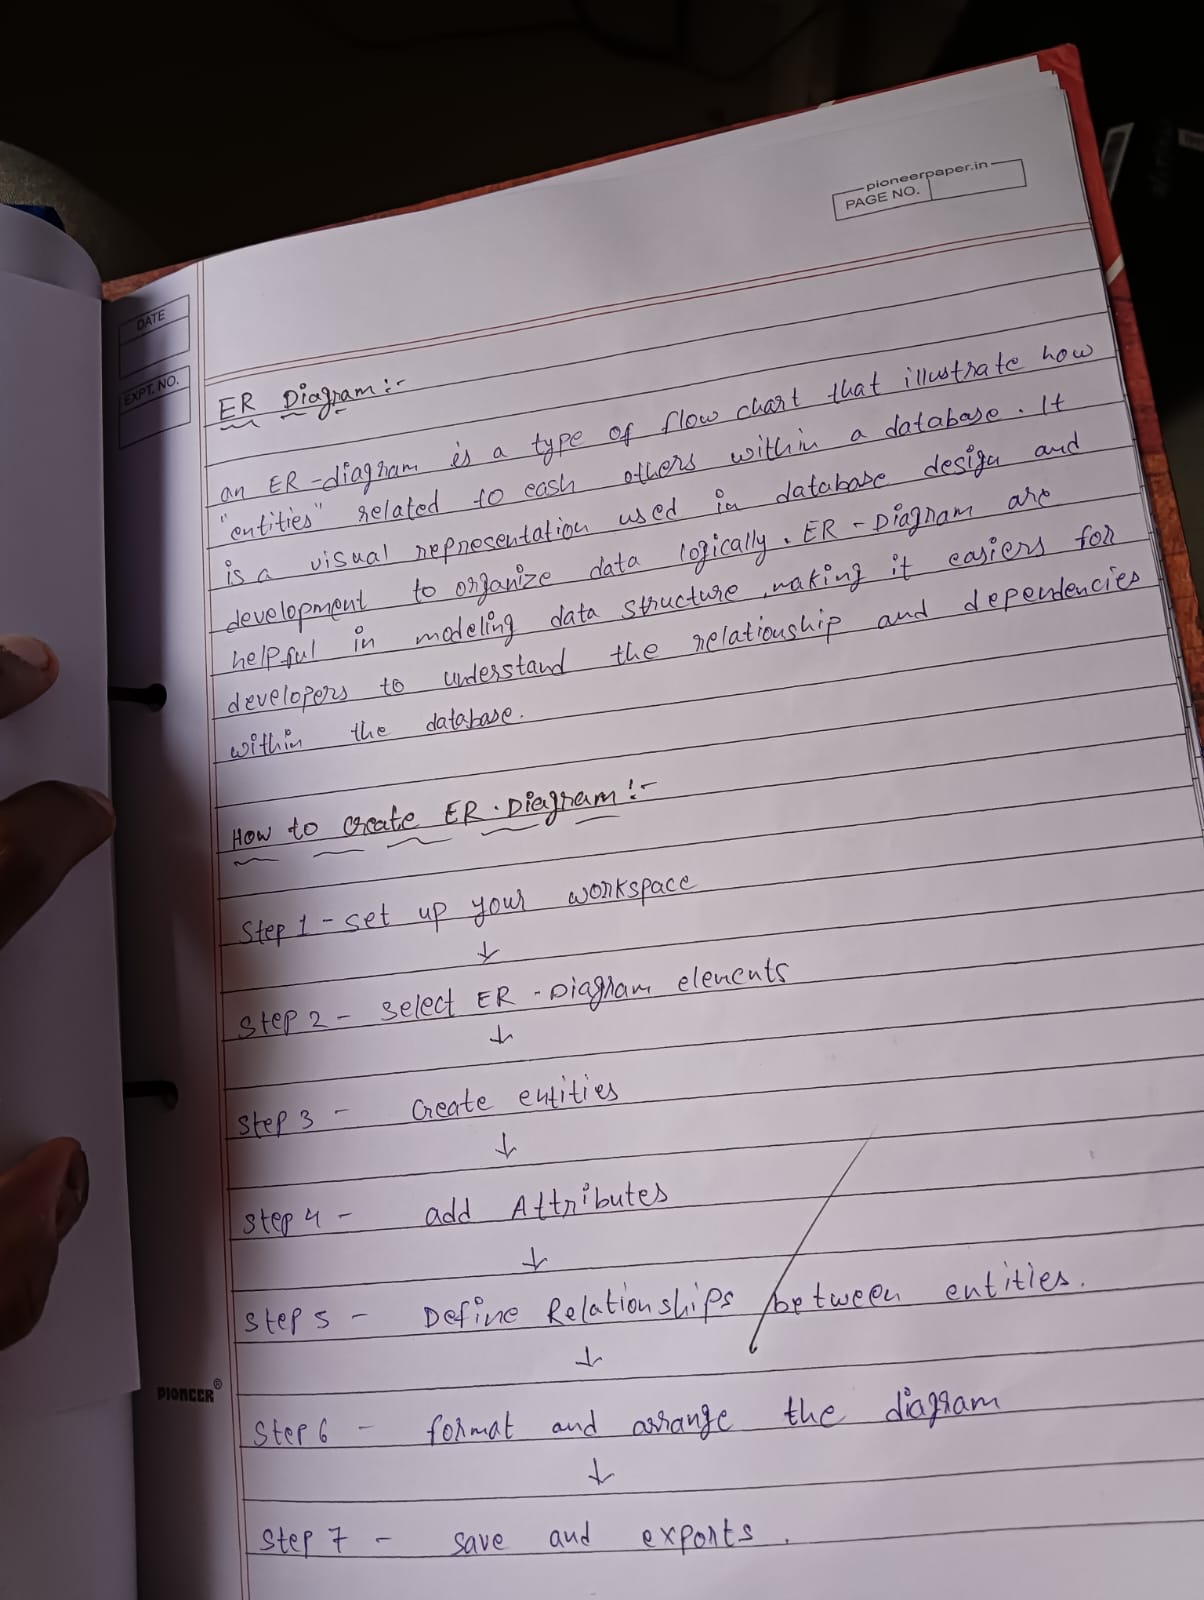 pioneerpaper.in
PAGE NO.
DATE
EXPT. NO.
ER Diagram :-
an ER-diagram is a type of flow chart that illustrate how
"entities" related to eash others within a database. It
is a visual representation used in database design and
development to organize data logically. ER-Diagram are
helpful in modeling data structure, making it easiers for
developers to understand the relationship and dependencies
within the database.
How to create ER-Diagram :-
Step 1 - set up your workspace
↓
Step 2 - Select ER-Diagram elements
↓
Step 3 - Create entities
↓
Step 4 - add Attributes
↓
Step 5 - Define Relationships between entities.
↓
PIONEER®
Step 6 - format and arrange the diagram
↓
Step 7 - save and exports.